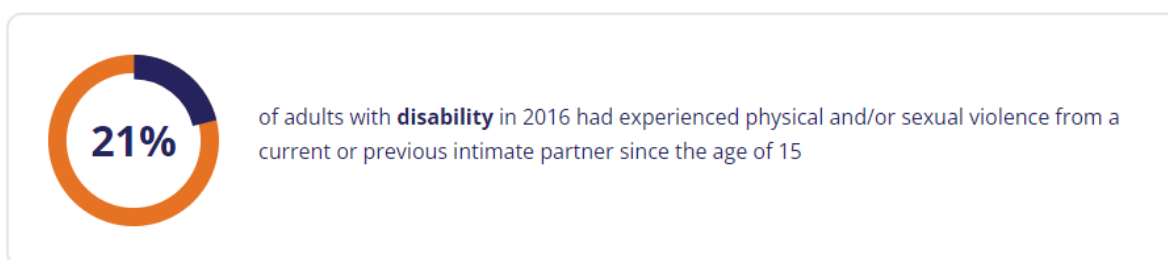 21%
of adults with disability in 2016 had experienced physical and/or sexual violence from a
current or previous intimate partner since the age of 15